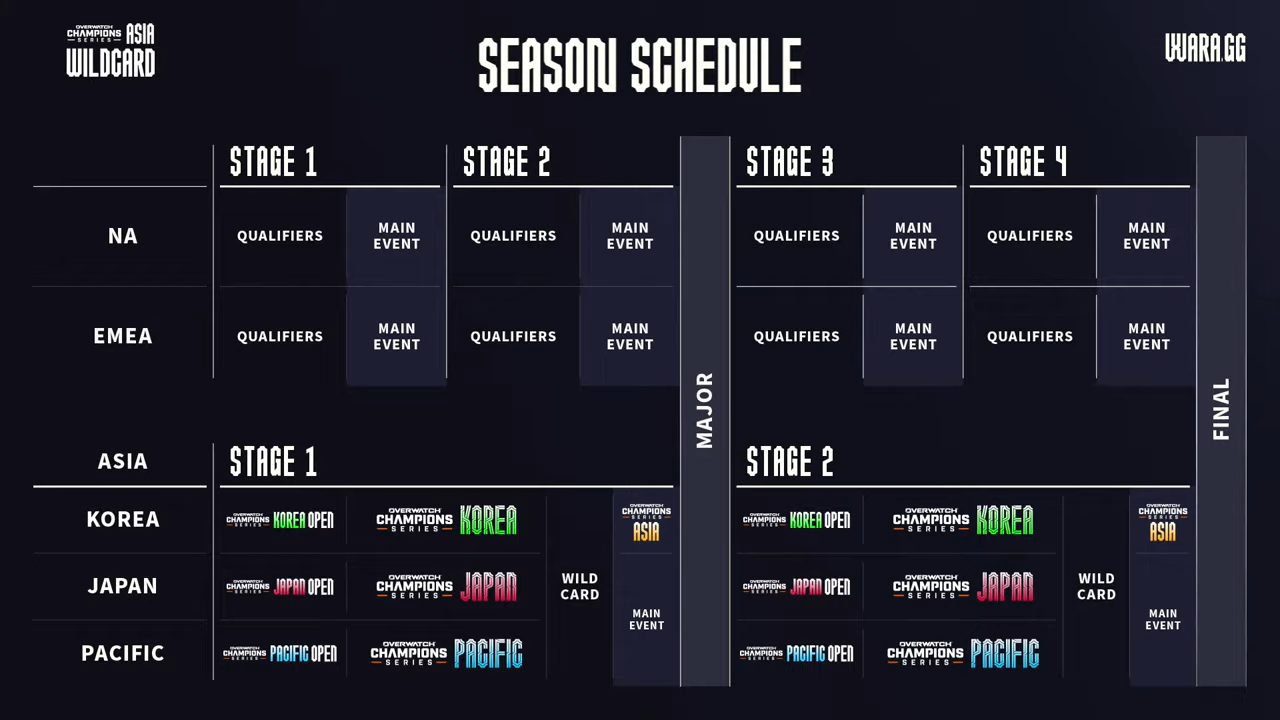 OVERWATCH
CHAMPIONS
SERIES
ASIA
WILDCARD
SEASON SCHEDULE
WARA.GG
STAGE 1
STAGE 2
STAGE 3
STAGE 4
NA
QUALIFIERS
MAIN
EVENT
QUALIFIERS
MAIN
EVENT
QUALIFIERS
MAIN
EVENT
QUALIFIERS
MAIN
EVENT
EMEA
QUALIFIERS
MAIN
EVENT
QUALIFIERS
MAIN
EVENT
QUALIFIERS
MAIN
EVENT
QUALIFIERS
MAIN
EVENT
MAJOR
FINAL
ASIA
STAGE 1
STAGE 2
KOREA
OVERWATCH
CHAMPIONS
SERIES
KOREA OPEN
OVERWATCH
CHAMPIONS
SERIES
KOREA
OVERWATCH
CHAMPIONS
SERIES
ASIA
OVERWATCH
CHAMPIONS
SERIES
KOREA OPEN
OVERWATCH
CHAMPIONS
SERIES
KOREA
OVERWATCH
CHAMPIONS
SERIES
ASIA
JAPAN
OVERWATCH
CHAMPIONS
SERIES
JAPAN OPEN
OVERWATCH
CHAMPIONS
SERIES
JAPAN
WILD
CARD
MAIN
EVENT
OVERWATCH
CHAMPIONS
SERIES
JAPAN OPEN
OVERWATCH
CHAMPIONS
SERIES
JAPAN
WILD
CARD
MAIN
EVENT
PACIFIC
OVERWATCH
CHAMPIONS
SERIES
PACIFIC OPEN
OVERWATCH
CHAMPIONS
SERIES
PACIFIC
OVERWATCH
CHAMPIONS
SERIES
PACIFIC OPEN
OVERWATCH
CHAMPIONS
SERIES
PACIFIC